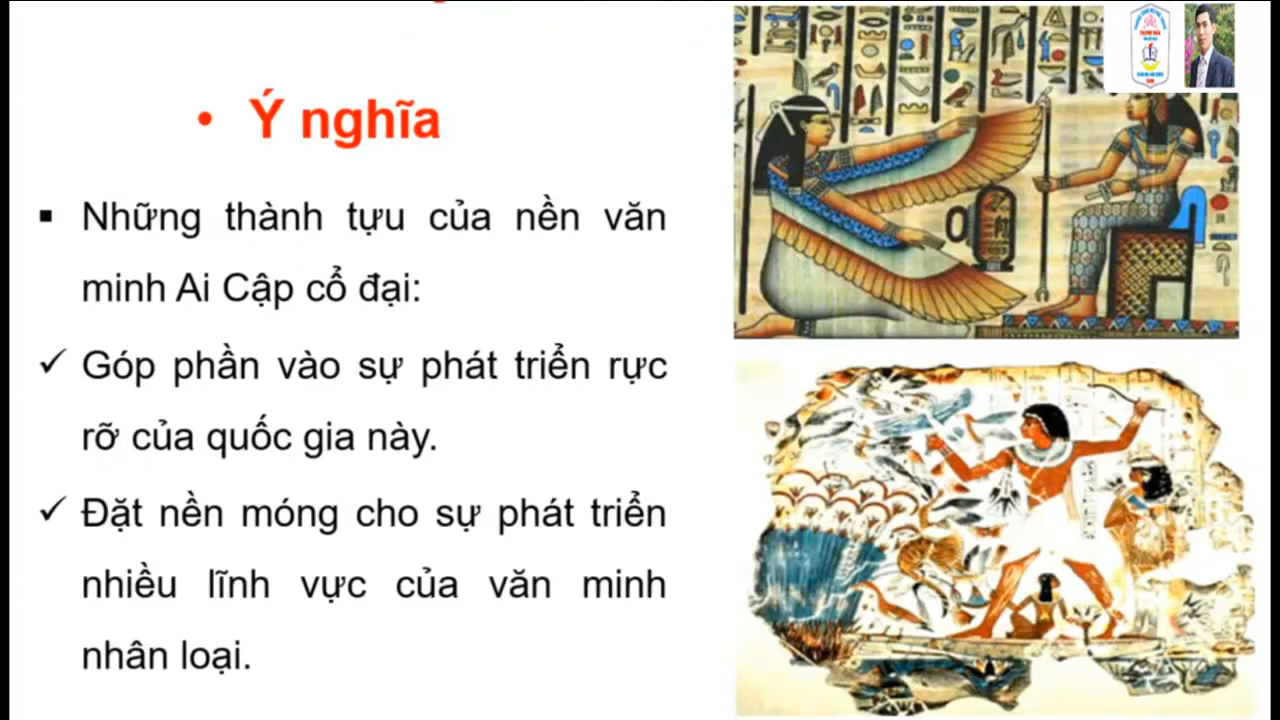 • Ý nghĩa
▪ Những thành tựu của nền văn
minh Ai Cập cổ đại:
✓ Góp phần vào sự phát triển rực
rỡ của quốc gia này.
✓ Đặt nền móng cho sự phát triển
nhiều lĩnh vực của văn minh
nhân loại.